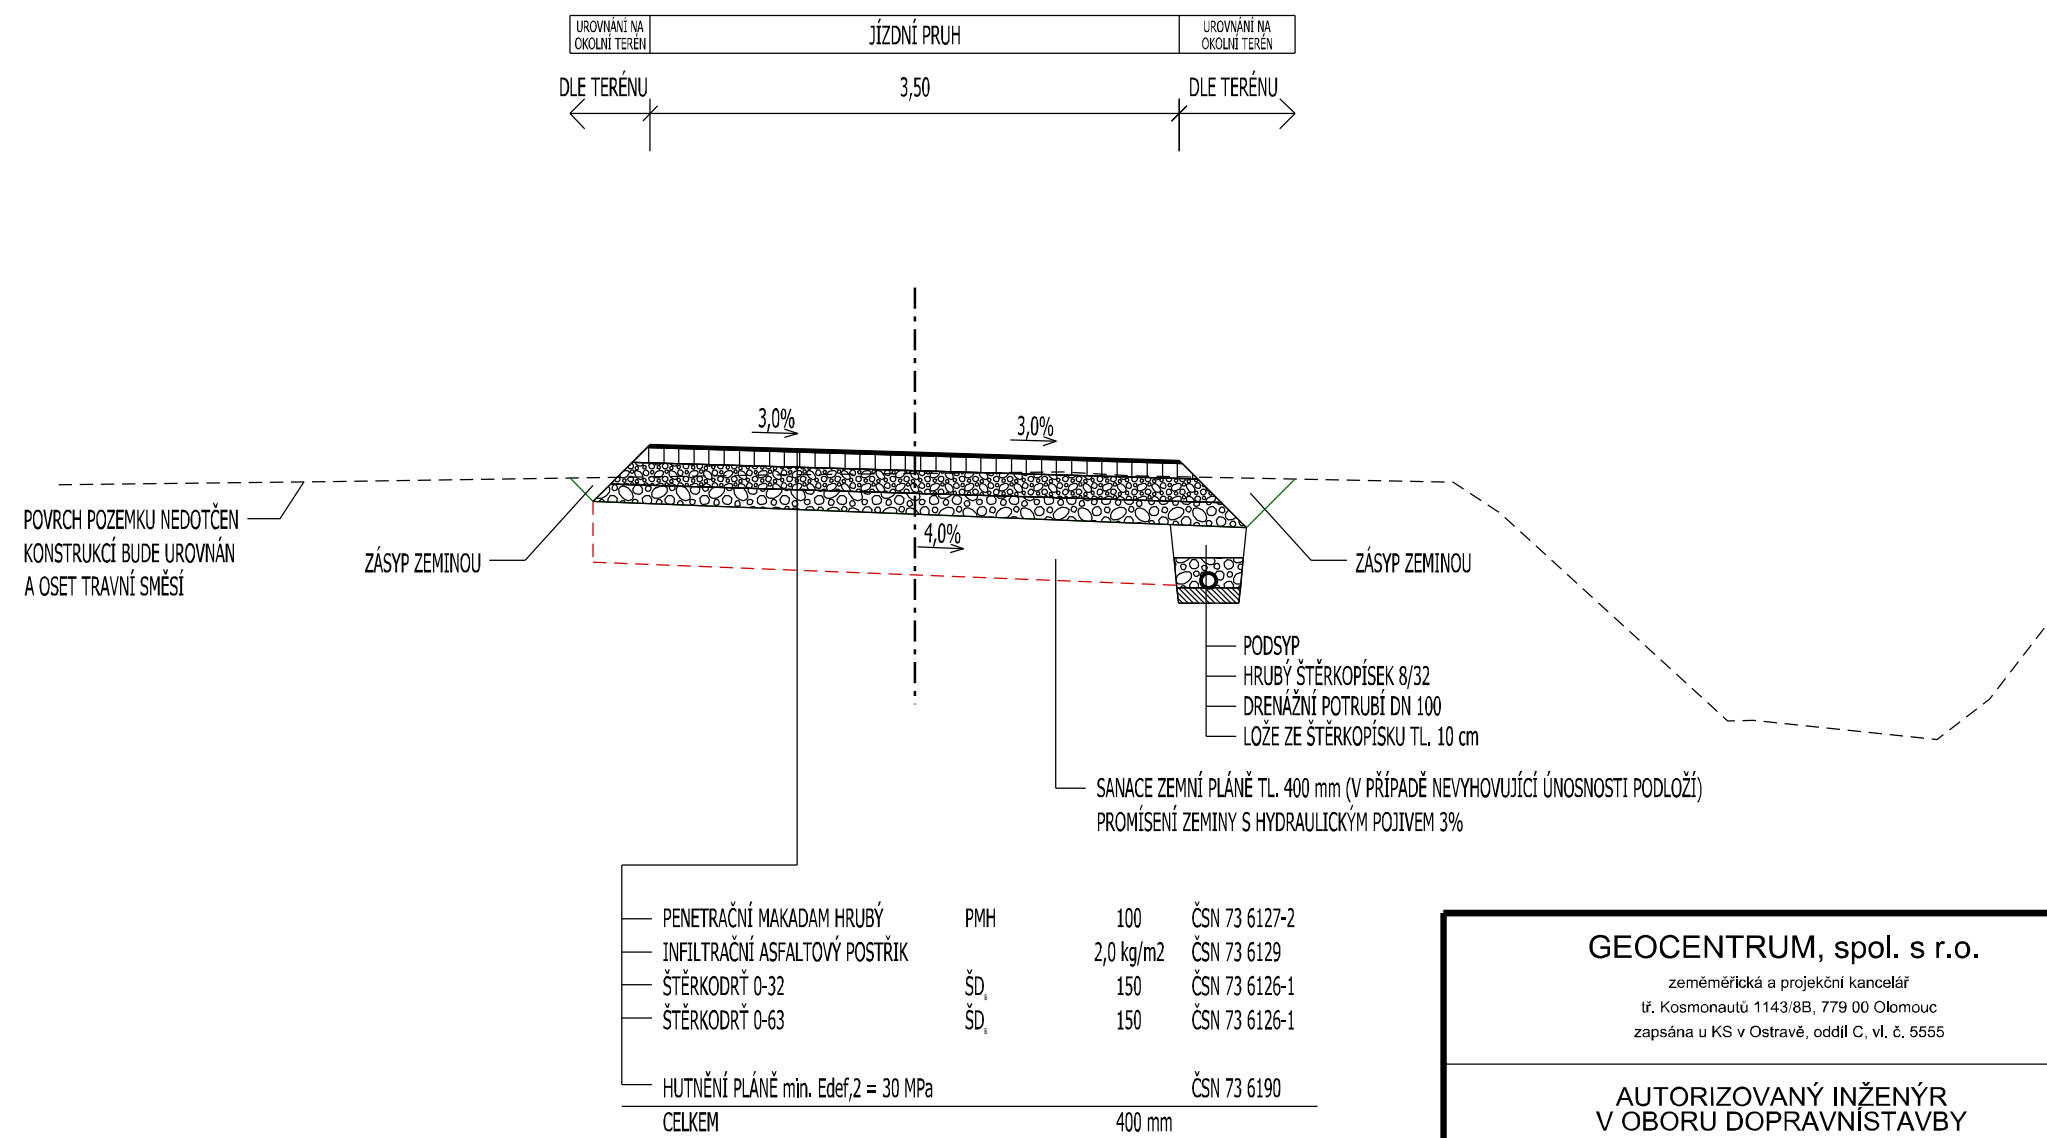 UROVNÁNÍ NA
OKOLNÍ TERÉN
JÍZDNÍ PRUH
UROVNÁNÍ NA
OKOLNÍ TERÉN
DLE TERÉNU
3,50
DLE TERÉNU
3,0%
3,0%
4,0%
POVRCH POZEMKU NEDOTČEN
KONSTRUKCÍ BUDE UROVNÁN
A OSET TRAVNÍ SMĚSÍ
ZÁSYP ZEMINOU
ZÁSYP ZEMINOU
PODSYP
HRUBÝ ŠTĚRKOPÍSEK 8/32
DRENÁŽNÍ POTRUBÍ DN 100
LOŽE ZE ŠTĚRKOPÍSKU TL. 10 cm
SANACE ZEMNÍ PLÁNĚ TL. 400 mm (V PŘÍPADĚ NEVYHOVUJÍCÍ ÚNOSNOSTI PODLOŽÍ)
PROMÍSENÍ ZEMINY S HYDRAULICKÝM POJIVEM 3%
PENETRAČNÍ MAKADAM HRUBÝ PMH 100 ČSN 73 6127-2
INFILTRAČNÍ ASFALTOVÝ POSTŘIK 2,0 kg/m2 ČSN 73 6129
ŠTĚRKODRŤ 0-32 ŠD 150 ČSN 73 6126-1
ŠTĚRKODRŤ 0-63 ŠD 150 ČSN 73 6126-1
HUTNĚNÍ PLÁNĚ min. Edef,2 = 30 MPa ČSN 73 6190
CELKEM 400 mm
GEOCENTRUM, spol. s r.o.
zeměměřická a projekční kancelář
tř. Kosmonautů 1143/8B, 779 00 Olomouc
zapsána u KS v Ostravě, oddíl C, vl. č. 5555
AUTORIZOVANÝ INŽENÝR
V OBORU DOPRAVNÍSTAVBY